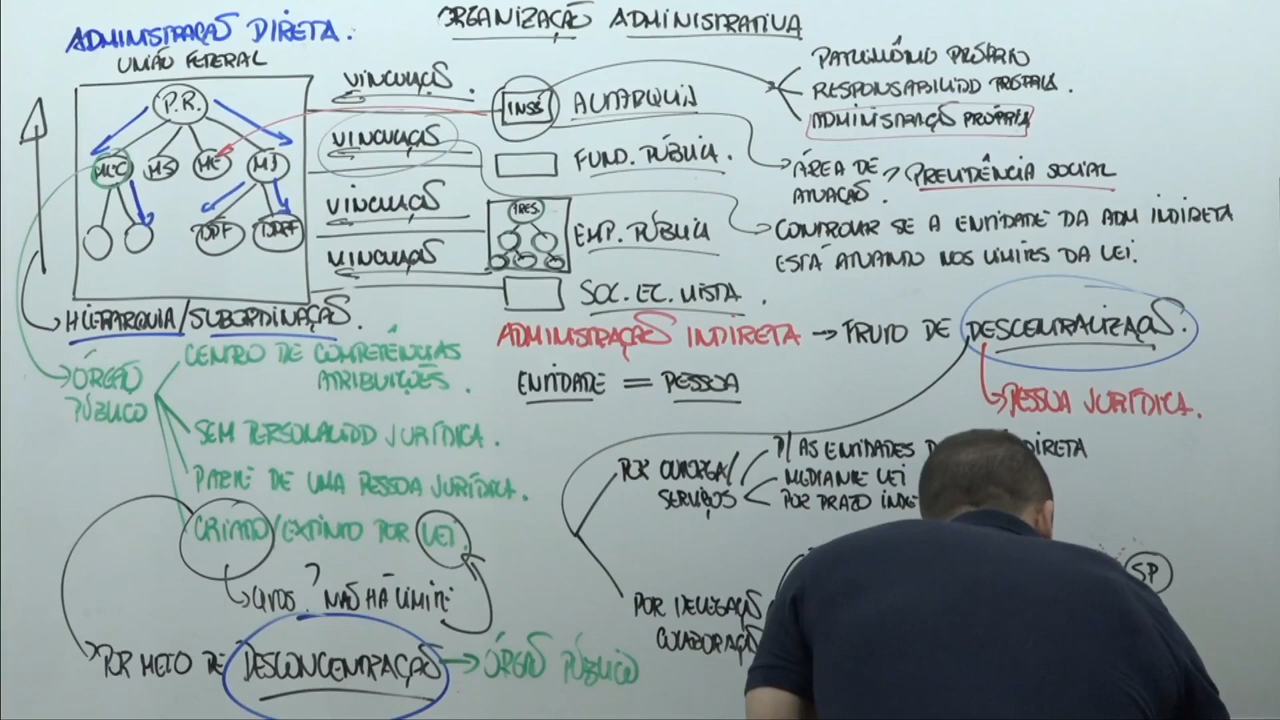 ORGANIZAÇÃO ADMINISTRATIVA
ADMINISTRAÇÃO DIRETA.
UNIÃO FEDERAL
P.R.
MEC MS ME MJ
DPF DPRF
HIERARQUIA/SUBORDINAÇÃO.
VINCULAÇÃO.
VINCULAÇÃO
VINCULAÇÃO
VINCULAÇÃO
INSS
AUTARQUIA
FUND. PÚBLICA.
PRES.
EMP. PÚBLICA
SOC. EC. MISTA.
PATRIMÔNIO PRÓPRIO
RESPONSABILIDD PRÓPRIA.
ADMINISTRAÇÃO PRÓPRIA
ÁREA DE
ATUAÇÃO.
PREVIDÊNCIA SOCIAL
CONTROLAR SE A ENTIDADE DA ADM INDIRETA
ESTÁ ATUANDO NOS LIMITES DA LEI.
ADMINISTRAÇÃO INDIRETA → FRUTO DE DESCENTRALIZAÇÃO.
ENTIDADE = PESSOA
PESSOA JURÍDICA.
ÓRGÃO
PÚBLICO
CENTRO DE COMPETÊNCIAS
ATRIBUIÇÕES.
SEM PERSONALIDD JURÍDICA.
PARTE DE UMA PESSOA JURÍDICA.
CRIADO/EXTINTO POR LEI.
? NÃO HÁ LIMITE
POR MEIO DE DESCONCENTRAÇÃO → ÓRGÃO PÚBLICO
POR OUTORGA/
SERVIÇOS
P/ AS ENTIDADES
INDIRETA
MEDIANTE LEI
POR PRAZO
POR DELEGAÇÃO
COLABORAÇÃO
SP